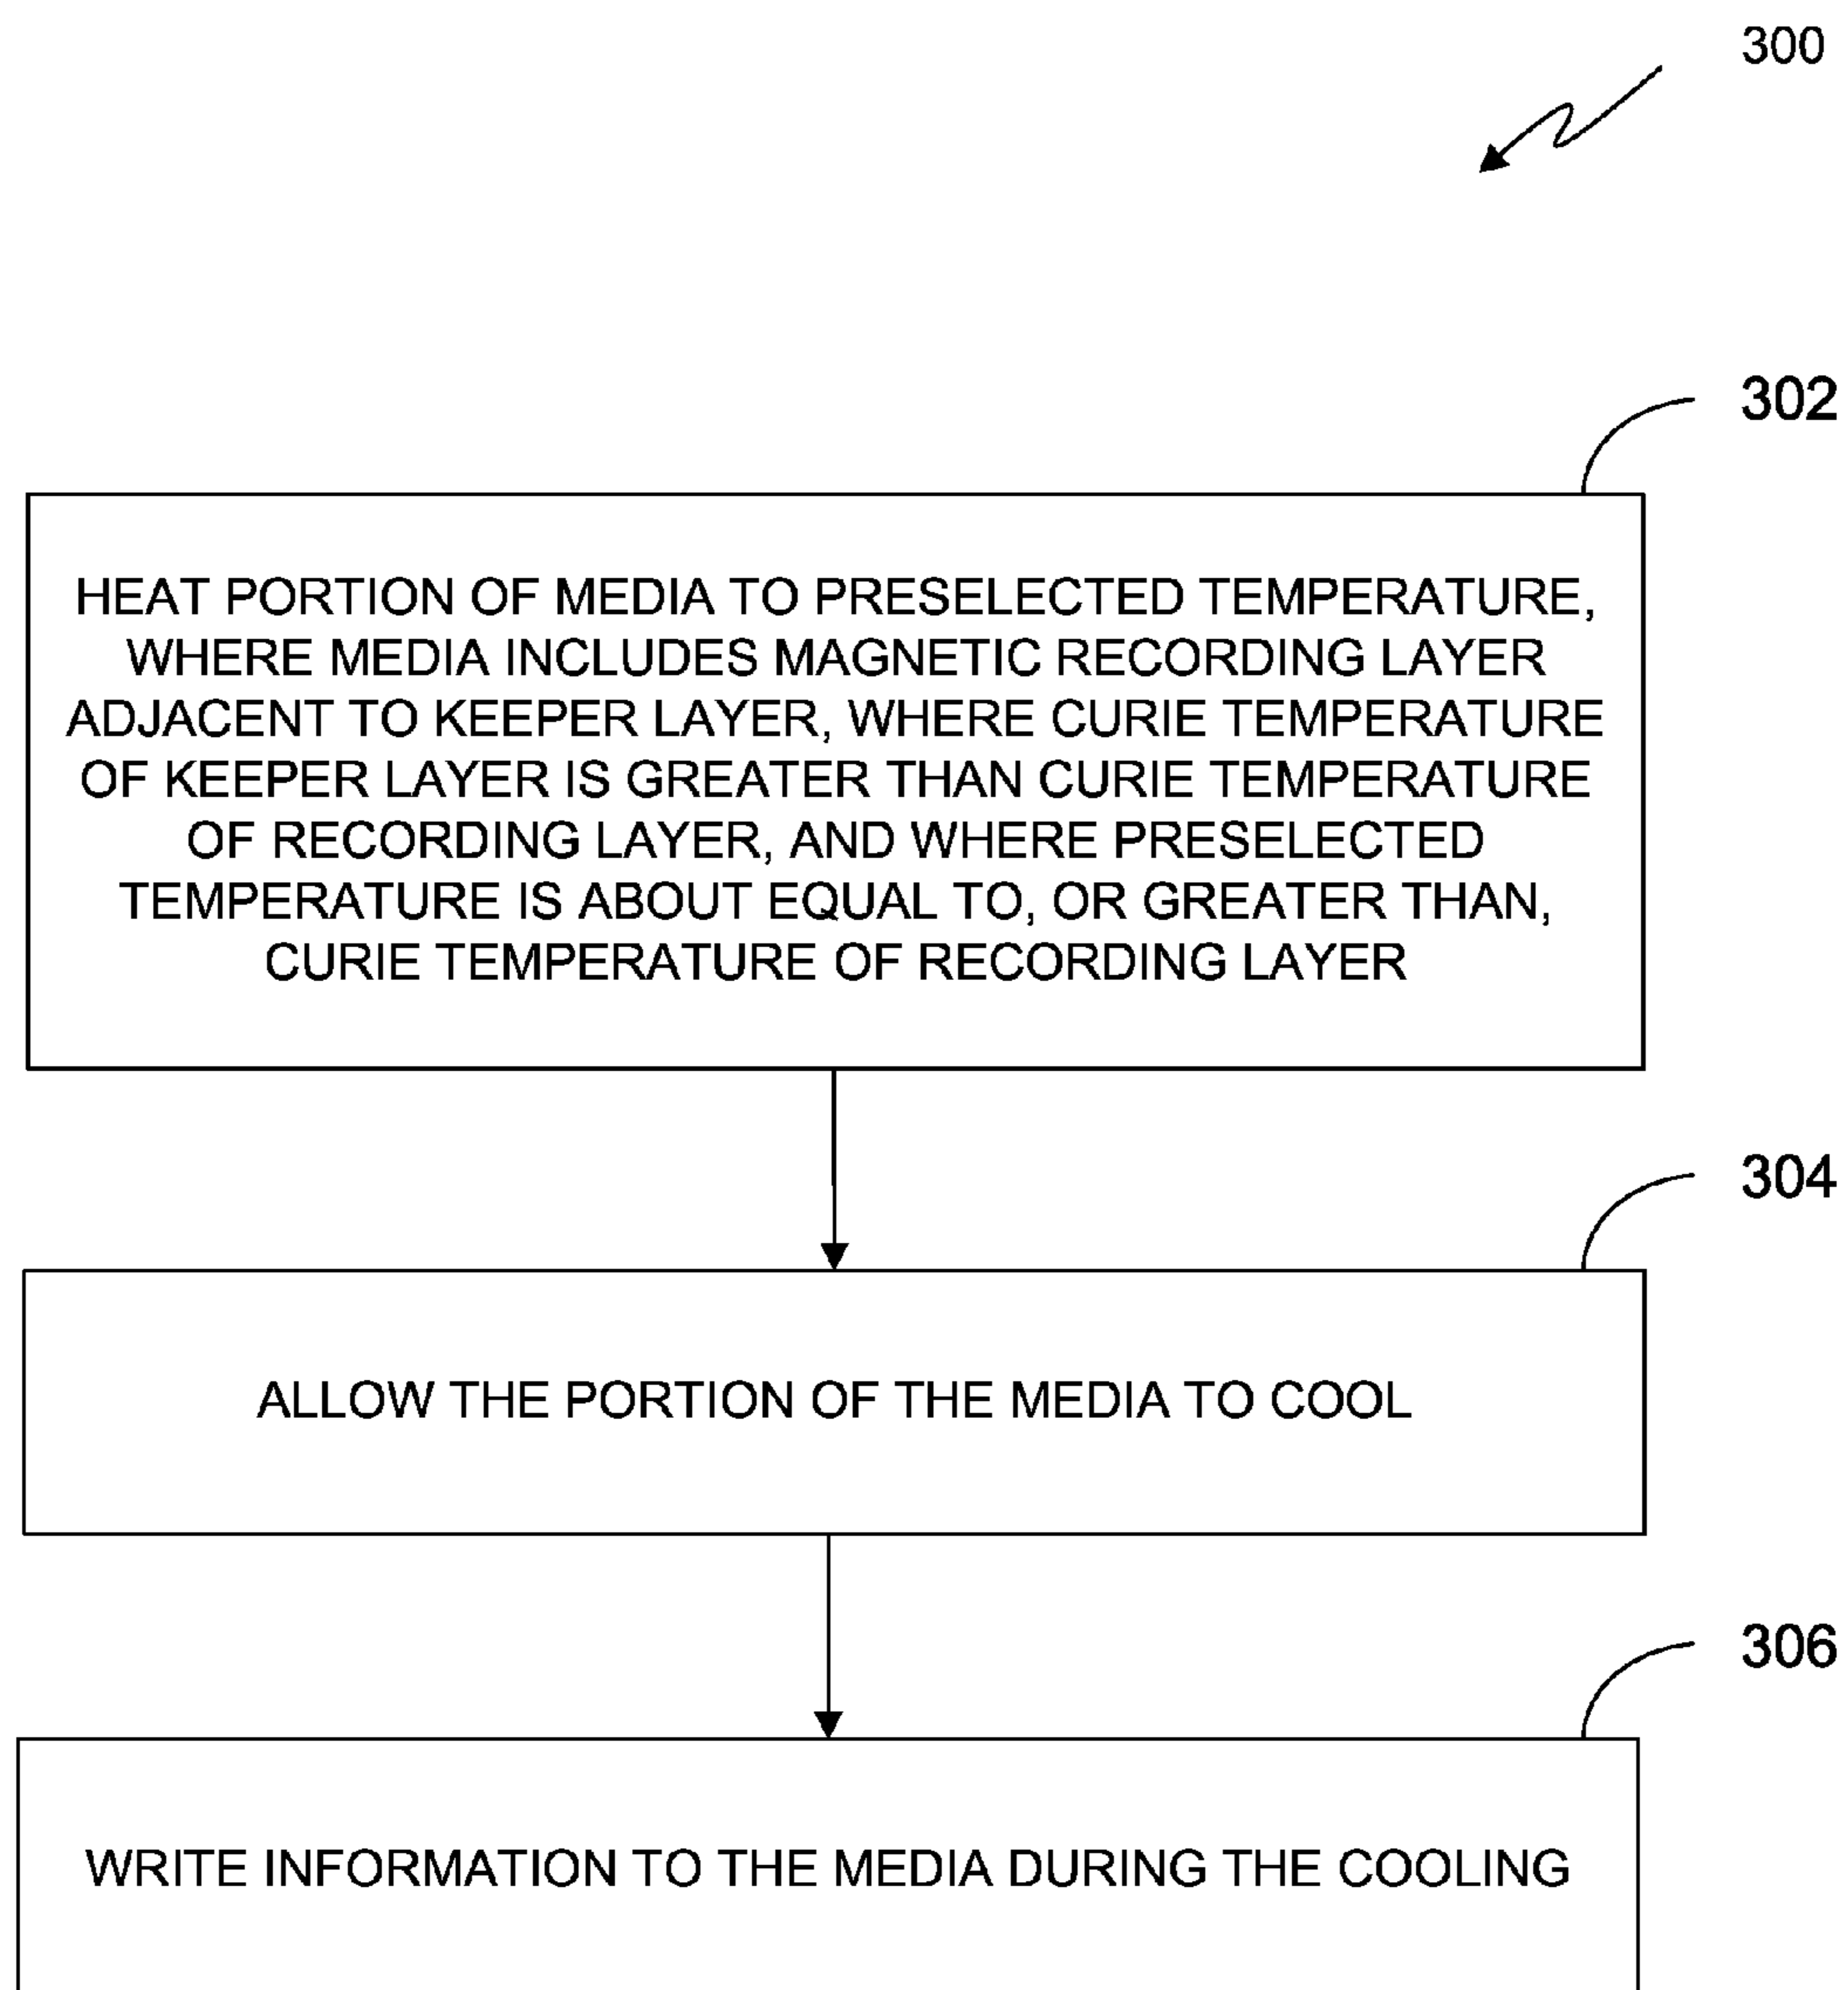 300
302
HEAT PORTION OF MEDIA TO PRESELECTED TEMPERATURE,
WHERE MEDIA INCLUDES MAGNETIC RECORDING LAYER
ADJACENT TO KEEPER LAYER, WHERE CURIE TEMPERATURE
OF KEEPER LAYER IS GREATER THAN CURIE TEMPERATURE
OF RECORDING LAYER, AND WHERE PRESELECTED
TEMPERATURE IS ABOUT EQUAL TO, OR GREATER THAN,
CURIE TEMPERATURE OF RECORDING LAYER
304
ALLOW THE PORTION OF THE MEDIA TO COOL
306
WRITE INFORMATION TO THE MEDIA DURING THE COOLING